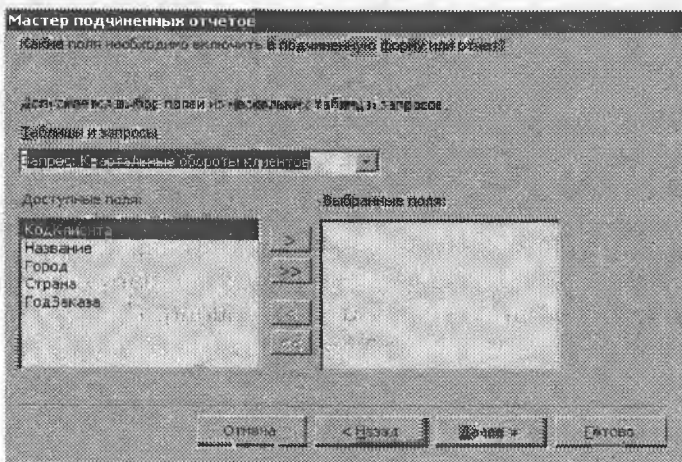 Мастер подчиненных отчетов
Какие поля необходимо включить в подчиненную форму или отчет?
Допускается выбор полей из нескольких таблиц и запросов.
Таблицы и запросы
Запрос: Квартальные обороты клиентов
Доступные поля:
Выбранные поля:
КодКлиента
Название
Город
Страна
ГодЗаказа
>
>>
<
<<
Отмена
< Назад
Далее >
Готово